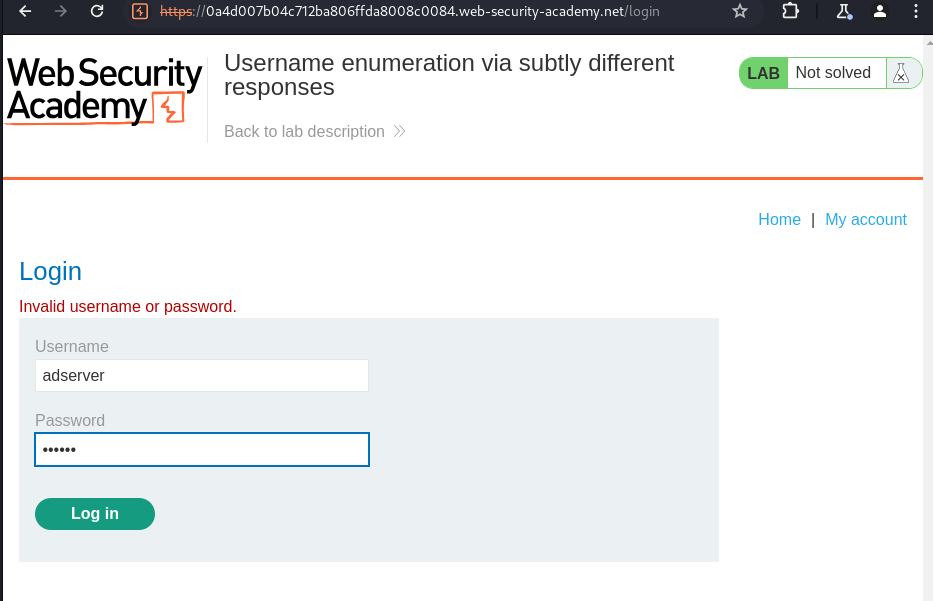 https://0a4d007b04c712ba806ffda8008c0084.web-security-academy.net/login
Web Security
Academy
Username enumeration via subtly different
responses
Back to lab description
LAB Not solved
Home | My account
Login
Invalid username or password.
Username
adserver
Password
••••••
Log in